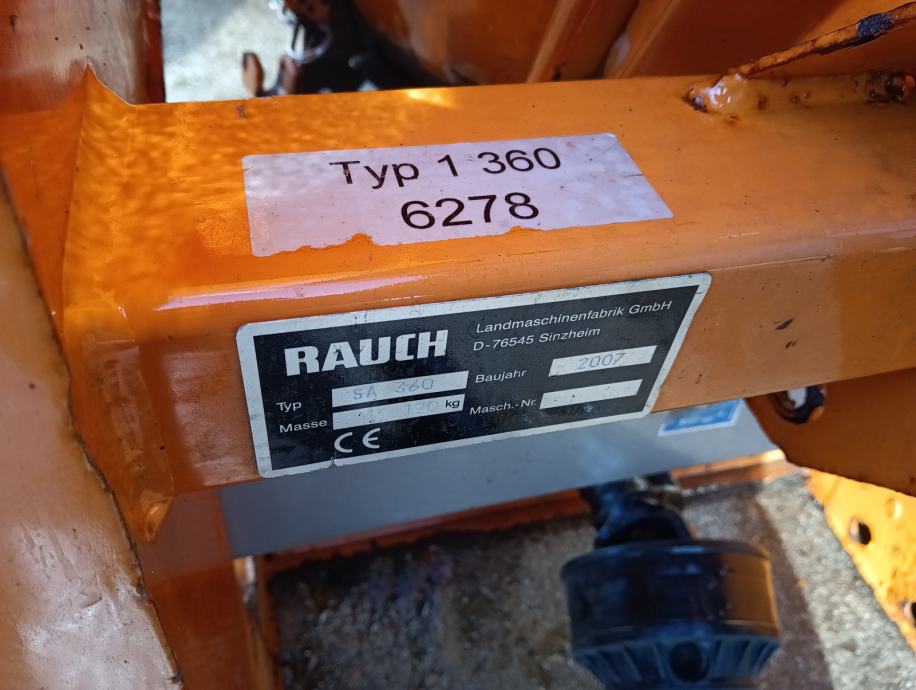 Typ 1 360
6278
RAUCH
Landmaschinenfabrik GmbH
D-76545 Sinzheim
Typ SA 360
Baujahr 2007
Masse 120 kg
Masch.-Nr.
CE